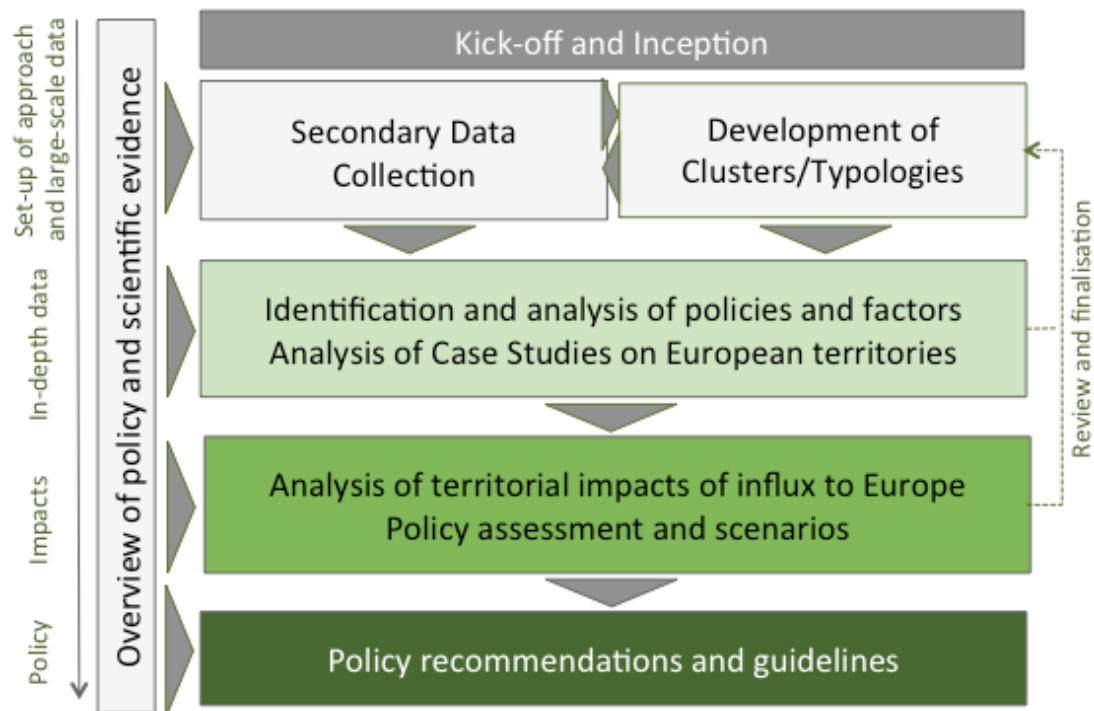 Kick-off and Inception
Set-up of approach
and large-scale data
In-depth data
Impacts
Policy
Overview of policy and scientific evidence
Secondary Data
Collection
Development of
Clusters/Typologies
Identification and analysis of policies and factors
Analysis of Case Studies on European territories
Analysis of territorial impacts of influx to Europe
Policy assessment and scenarios
Policy recommendations and guidelines
Review and finalisation